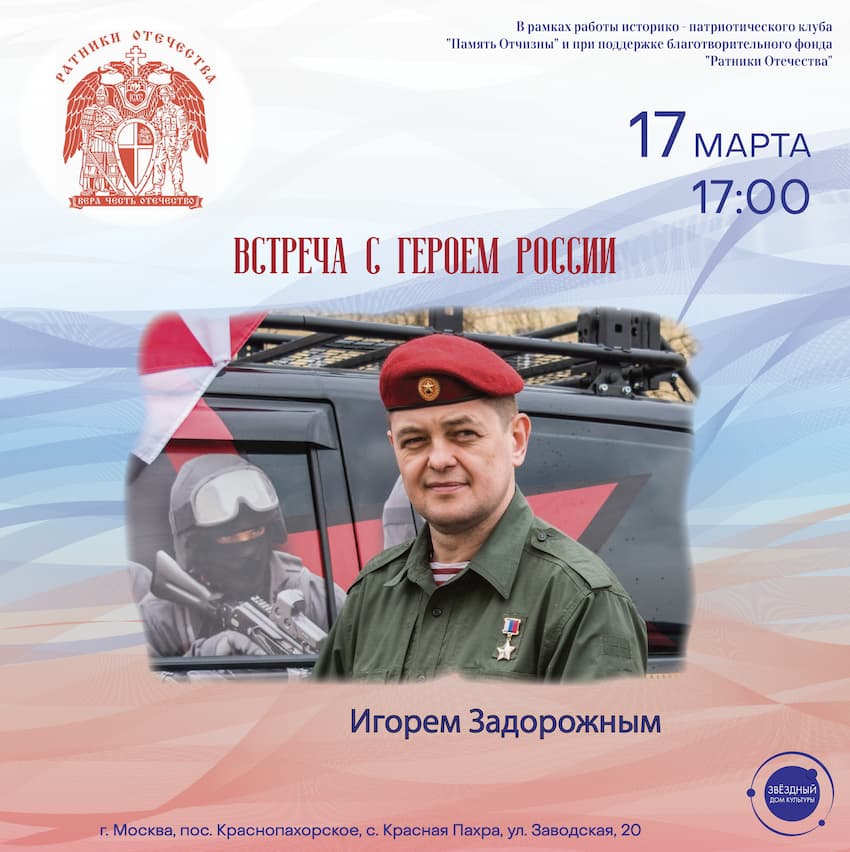 РАТНИКИ ОТЕЧЕСТВА
ВЕРА ЧЕСТЬ ОТЕЧЕСТВО
В рамках работы историко - патриотического клуба
"Память Отчизны" и при поддержке благотворительного фонда
"Ратники Отечества"
17 МАРТА
17:00
ВСТРЕЧА С ГЕРОЕМ РОССИИ
Игорем Задорожным
ЗВЁЗДНЫЙ
ДОМ КУЛЬТУРЫ
г. Москва, пос. Краснопахорское, с. Красная Пахра, ул. Заводская, 20